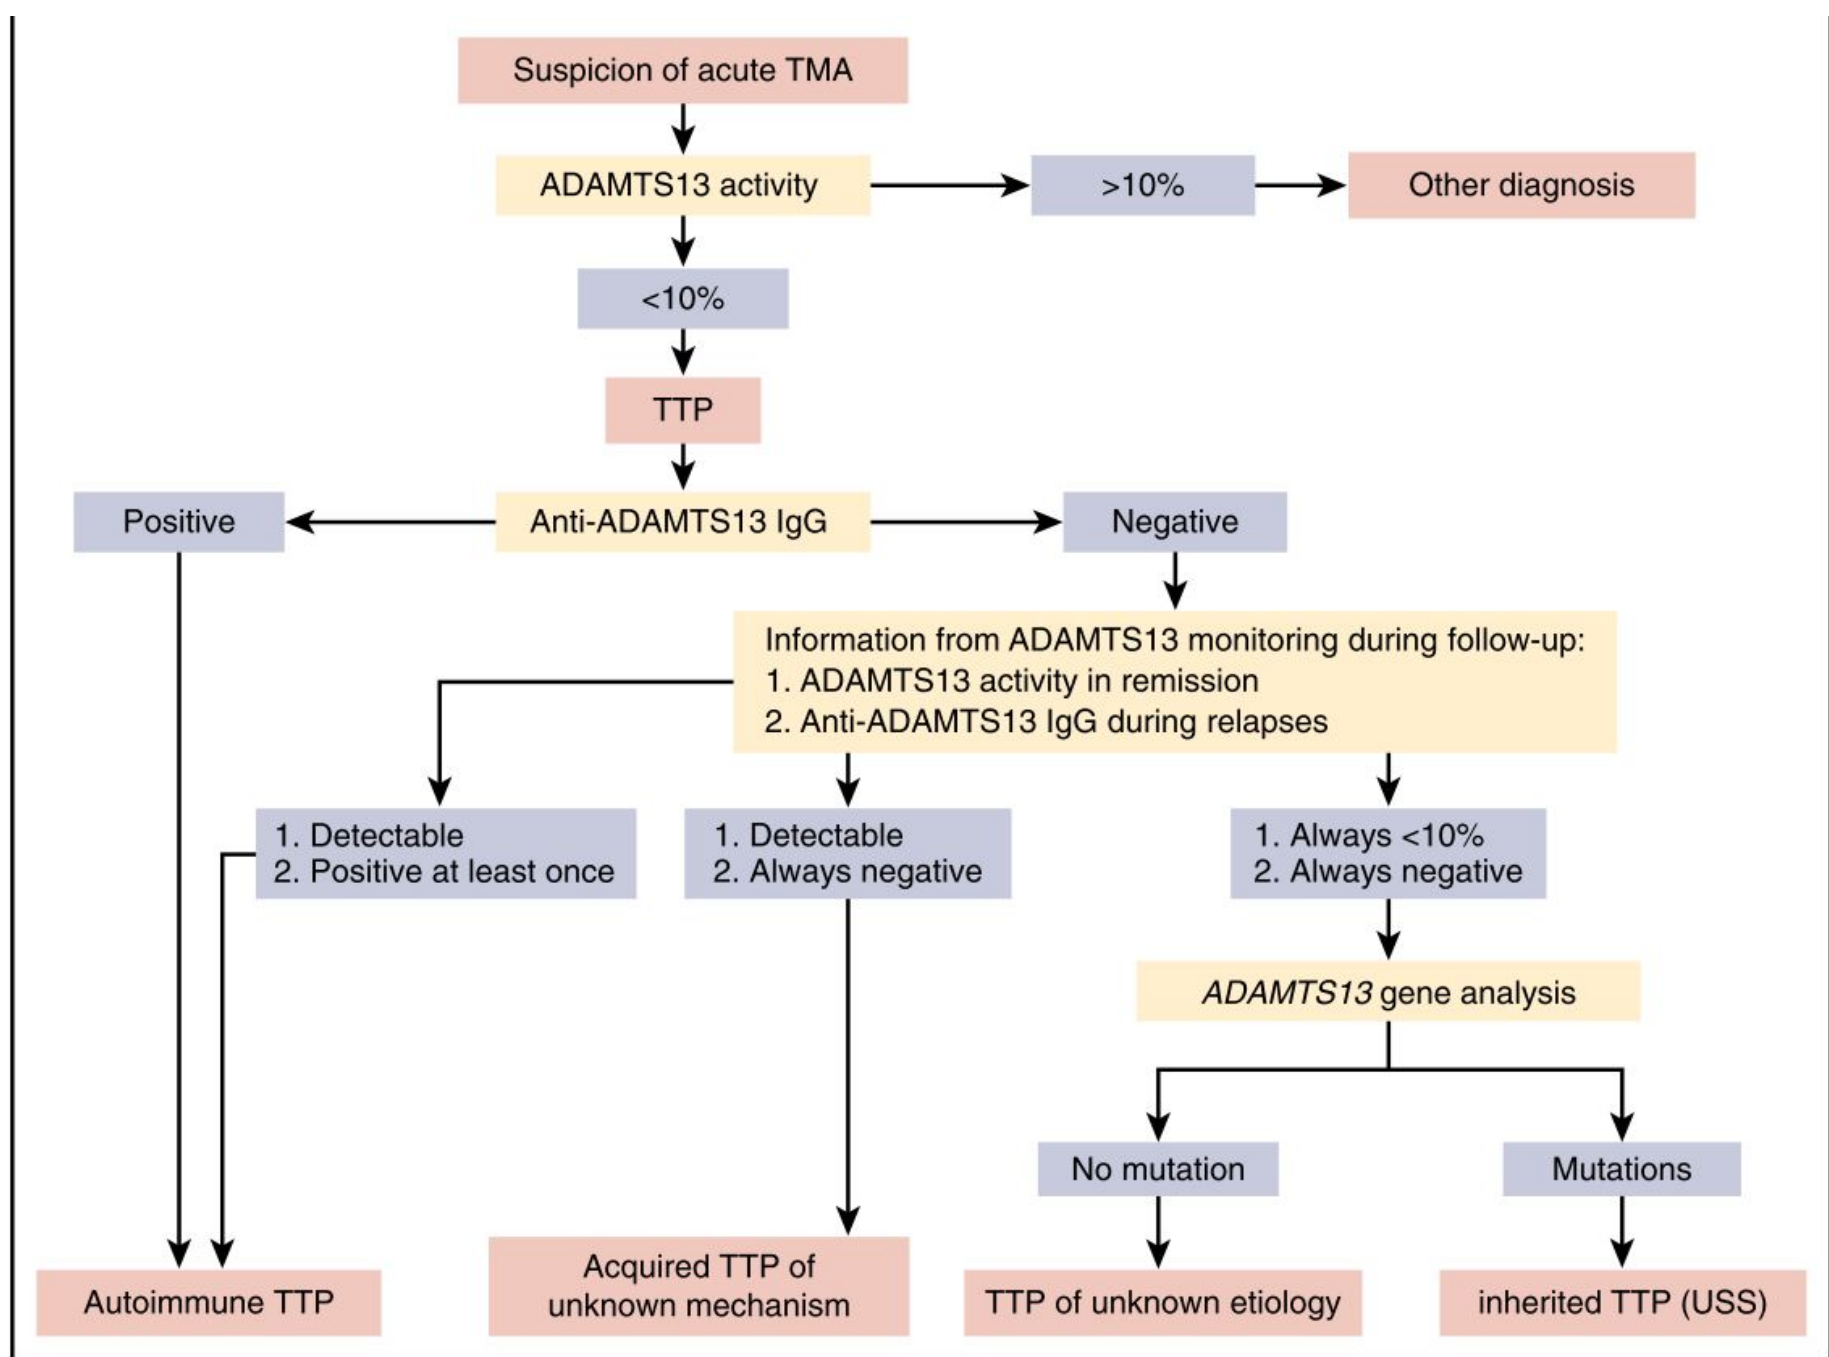 Suspicion of acute TMA
ADAMTS13 activity
>10%
Other diagnosis
<10%
TTP
Positive
Anti-ADAMTS13 IgG
Negative
Information from ADAMTS13 monitoring during follow-up:
1. ADAMTS13 activity in remission
2. Anti-ADAMTS13 IgG during relapses
1. Detectable
2. Positive at least once
1. Detectable
2. Always negative
1. Always <10%
2. Always negative
ADAMTS13 gene analysis
No mutation
Mutations
Autoimmune TTP
Acquired TTP of
unknown mechanism
TTP of unknown etiology
inherited TTP (USS)